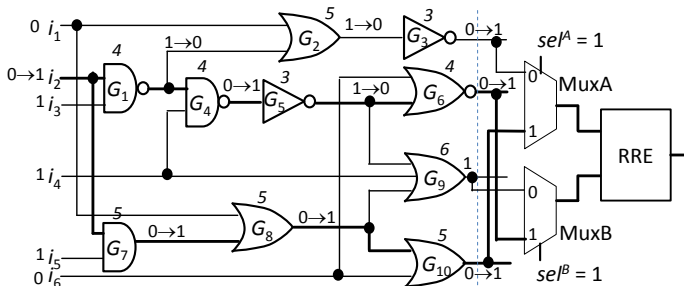 0 i1
5
G2
1→0
3
G3
0→1
sel^A = 1
4
1→0
0→1 i2
G1
4
G4
0→1
3
G5
1→0
4
G6
0→1
0
MuxA
1
1 i3
RRE
6
G9
1
1 i4
0
MuxB
1
5
G7
0→1
5
G8
0→1
5
G10
0→1
1 i5
0 i6
sel^B = 1